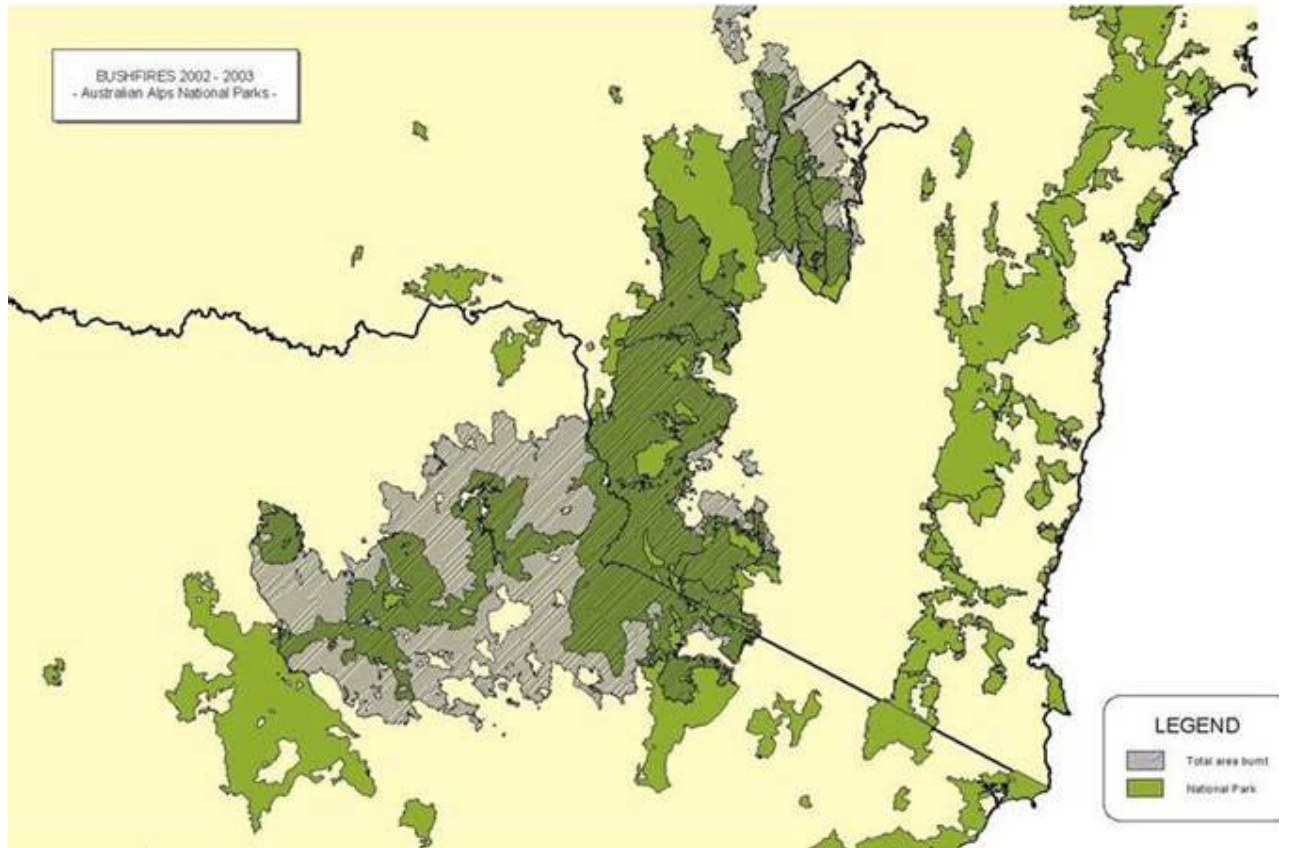 BUSHFIRES 2002 - 2003
- Australian Alps National Parks -
LEGEND
Total area burnt
National Park